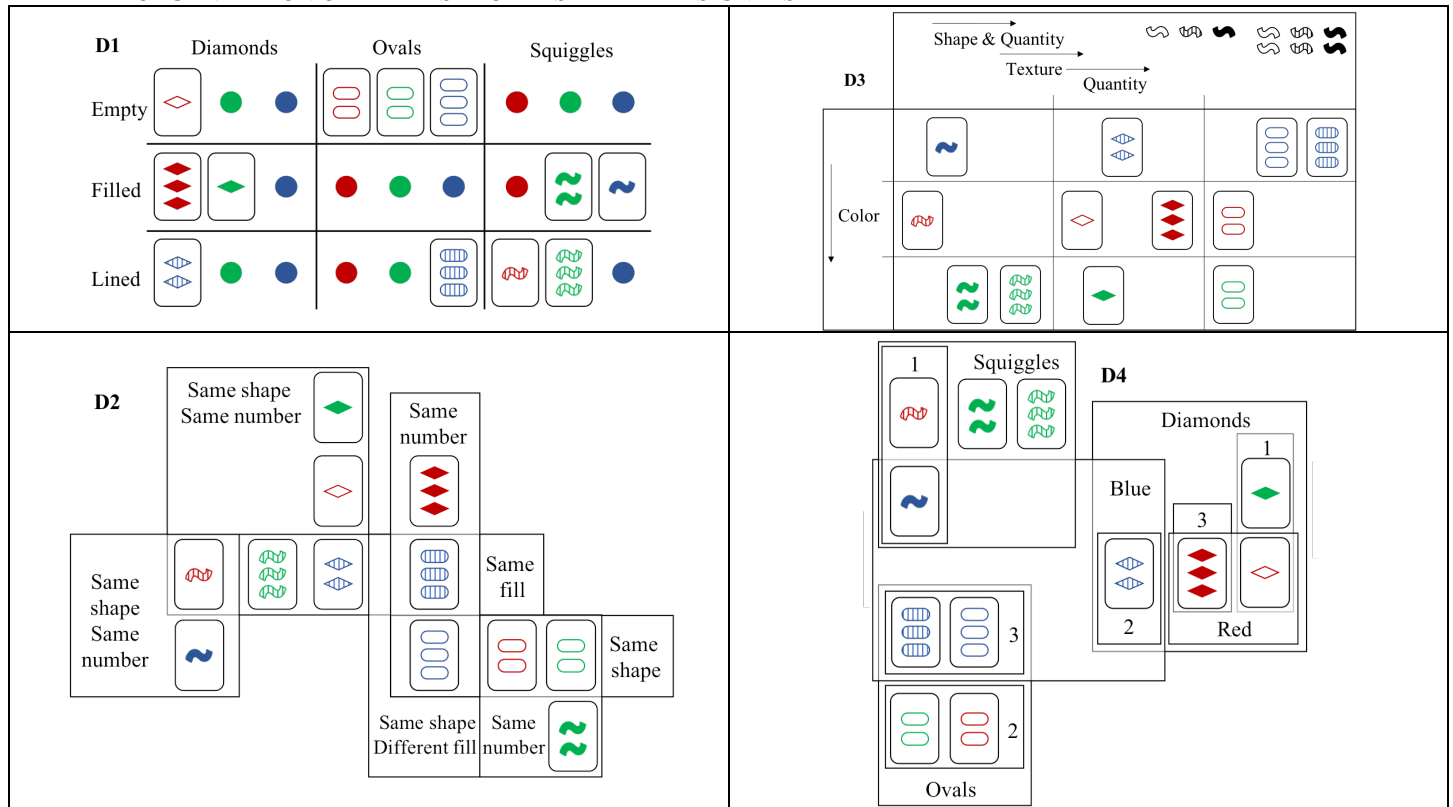 D1
Diamonds
Ovals
Squiggles
Empty
Filled
Lined
D3
Shape & Quantity
Texture
Quantity
Color
D2
Same shape
Same number
Same
number
Same
shape
Same
number
Same
fill
Same
shape
Same shape
Different fill
Same
number
D4
1
Squiggles
Diamonds
1
Blue
3
2
Red
3
2
Ovals